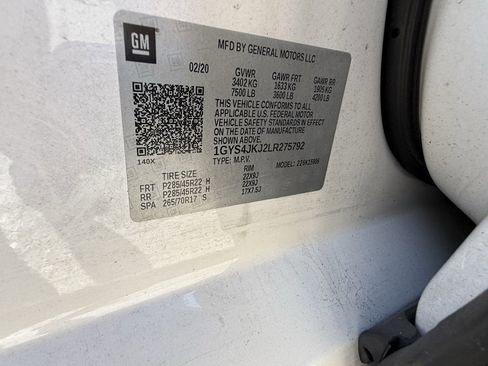 GM
MFD BY GENERAL MOTORS LLC
02/20 GVWR GAWR FRT GAWR RR
3402 KG 1633 KG 1905 KG
7500 LB 3600 LB 4200 LB
THIS VEHICLE CONFORMS TO ALL
APPLICABLE U.S. FEDERAL MOTOR
VEHICLE SAFETY STANDARDS IN
EFFECT ON THE DATE OF MANUFACTURE
SHOWN ABOVE.
1GYS4JKJ2LR275792
140X TYPE: M.P.V. MODEL:
TIRE SIZE RIM
FRT P285/45R22 H 22X9J
RR P285/45R22 H 22X9J
SPA 265/70R17 S 17X7.5J